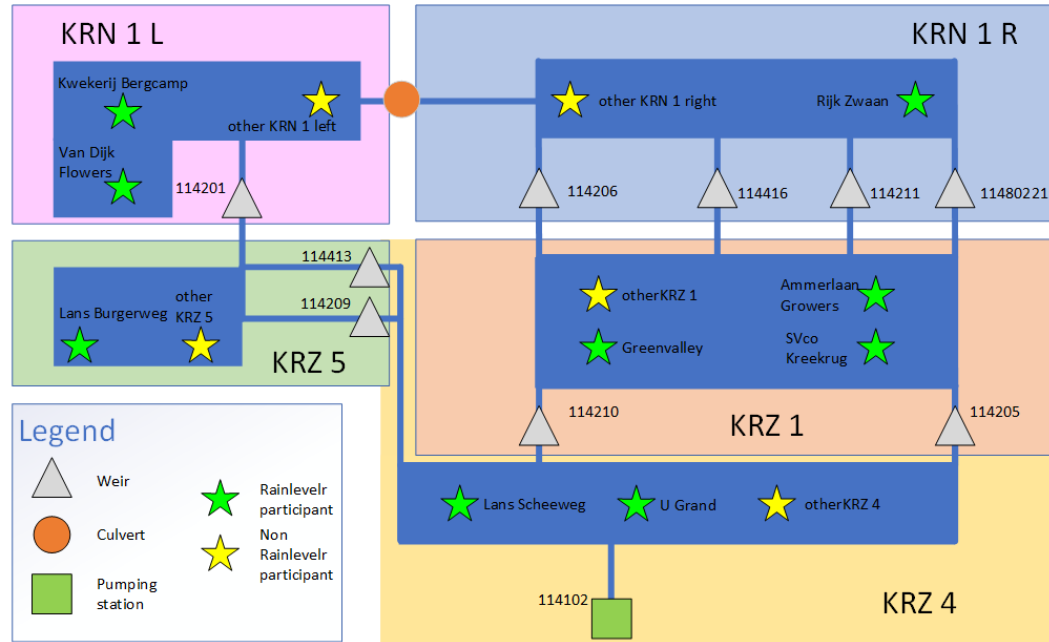 KRN 1 L
KRN 1 R
Kwekerij Bergcamp
other KRN 1 left
Van Dijk
Flowers
other KRN 1 right
Rijk Zwaan
114201
114206
114416
114211
11480221
114413
114209
other
KRZ 5
Lans Burgerweg
KRZ 5
otherKRZ 1
Ammerlaan
Growers
Greenvalley
SVco
Kreekrug
114210
KRZ 1
114205
Lans Scheeweg
U Grand
otherKRZ 4
114102
KRZ 4
Legend
Weir
Culvert
Pumping
station
Rainlevelr
participant
Non
Rainlevelr
participant